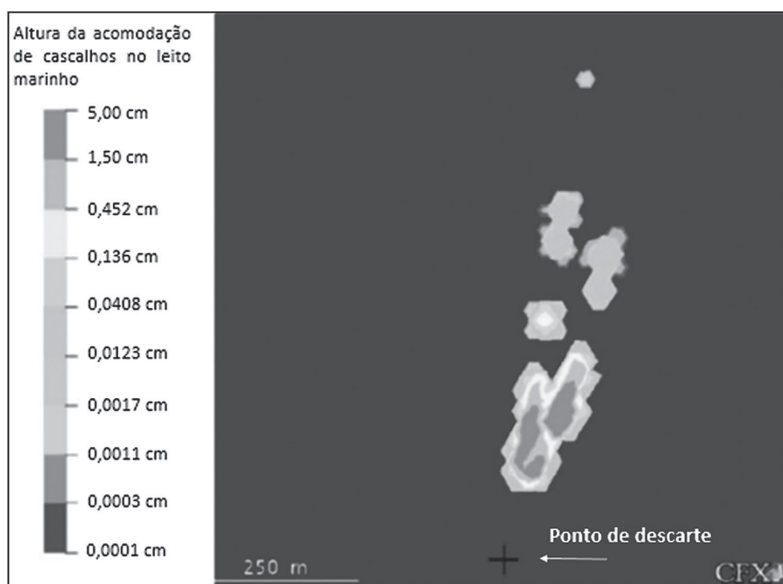 Altura da acomodação
de cascalhos no leito
marinho
5,00 cm
1,50 cm
0,452 cm
0,136 cm
0,0408 cm
0,0123 cm
0,0017 cm
0,0011 cm
0,0003 cm
0,0001 cm
Ponto de descarte
250 m
CFX